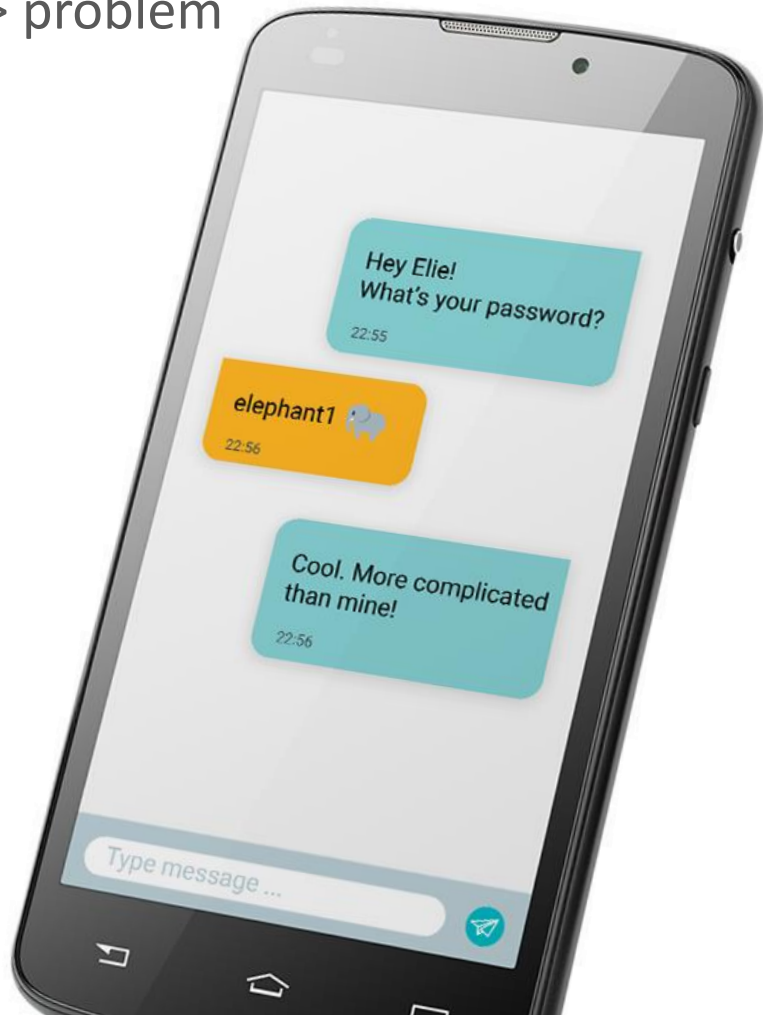 > problem
Hey Elie!
What's your password?
22:55
elephant1 🐘
22:56
Cool. More complicated
than mine!
22:56
Type message ...